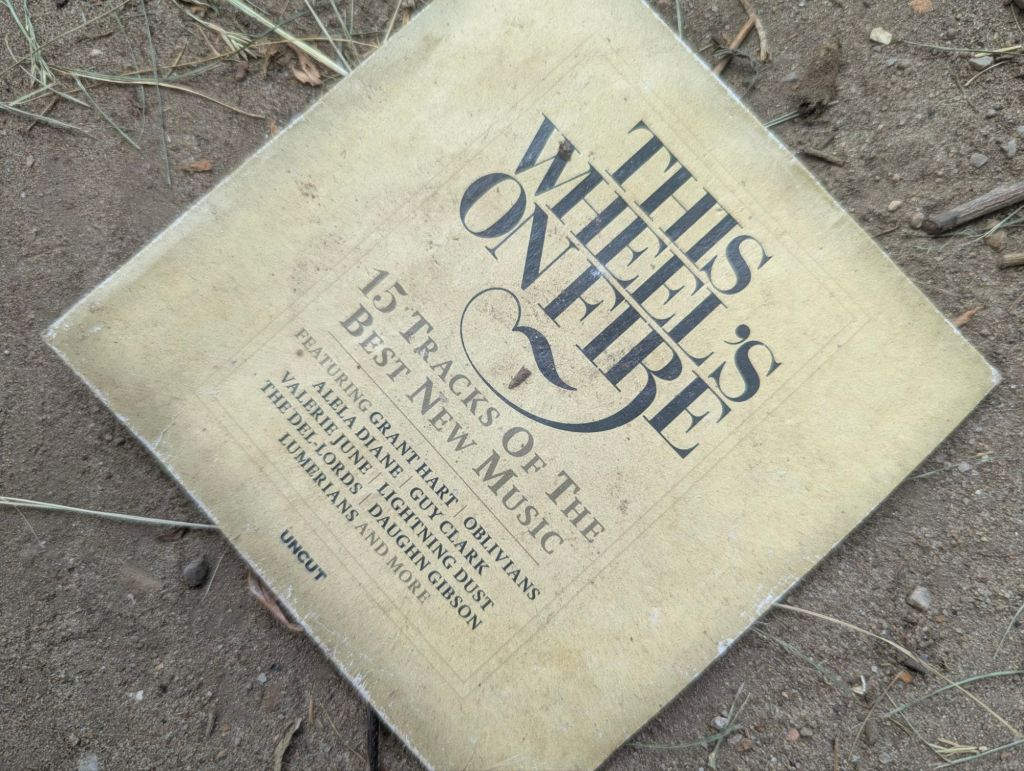 THIS
WHEEL'S
ON FIRE
15 TRACKS OF THE
BEST NEW MUSIC
FEATURING GRANT HART | OBLIVIANS
ALELA DIANE | GUY CLARK
VALERIE JUNE | LIGHTNING DUST
THE DEL-LORDS | DAUGHN GIBSON
LUMERIANS AND MORE
UNCUT